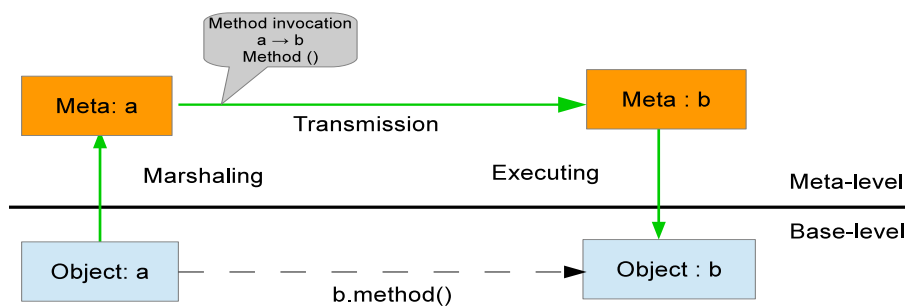 Method invocation
a → b
Method ()
Meta: a
Meta : b
Transmission
Marshaling
Executing
Meta-level
Base-level
Object: a
Object : b
b.method()